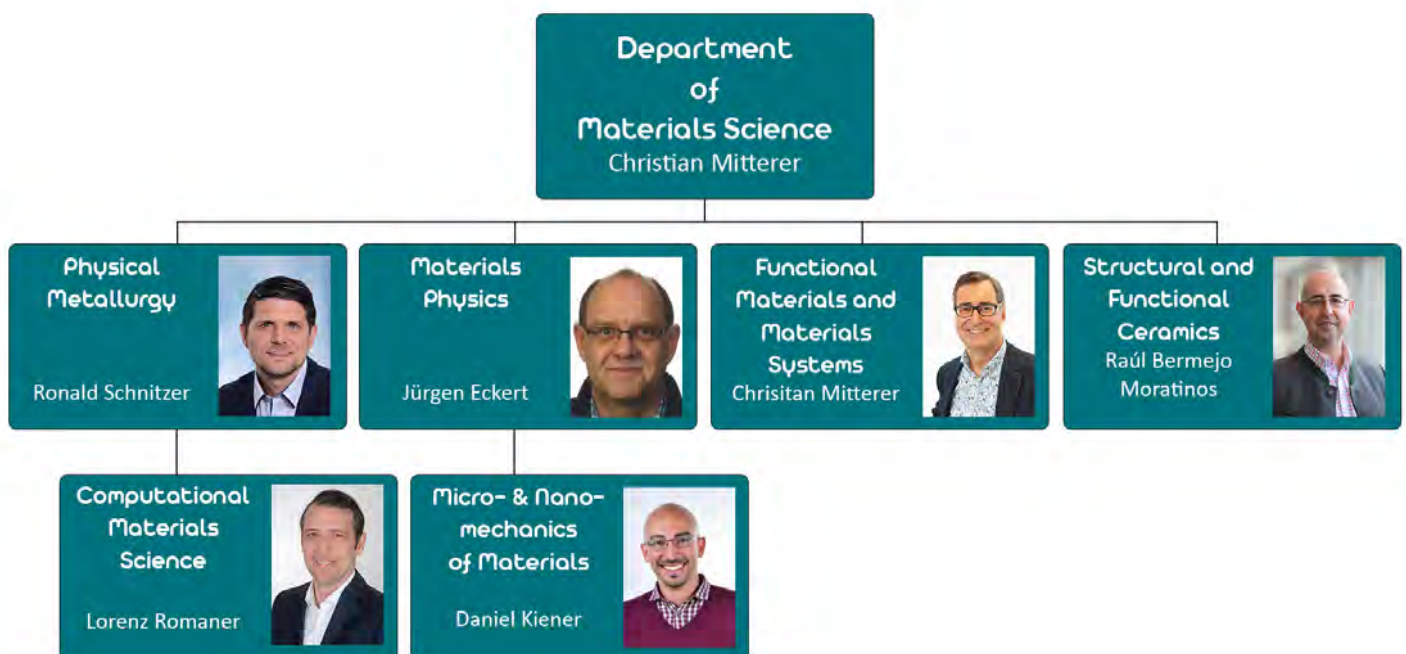 Department
of
Materials Science
Christian Mitterer
Physical
Metallurgy
Ronald Schnitzer
Materials
Physics
Jürgen Eckert
Functional
Materials and
Materials
Systems
Chrisitan Mitterer
Structural and
Functional
Ceramics
Raúl Bermejo
Moratinos
Computational
Materials
Science
Lorenz Romaner
Micro- & Nano-
mechanics
of Materials
Daniel Kiener